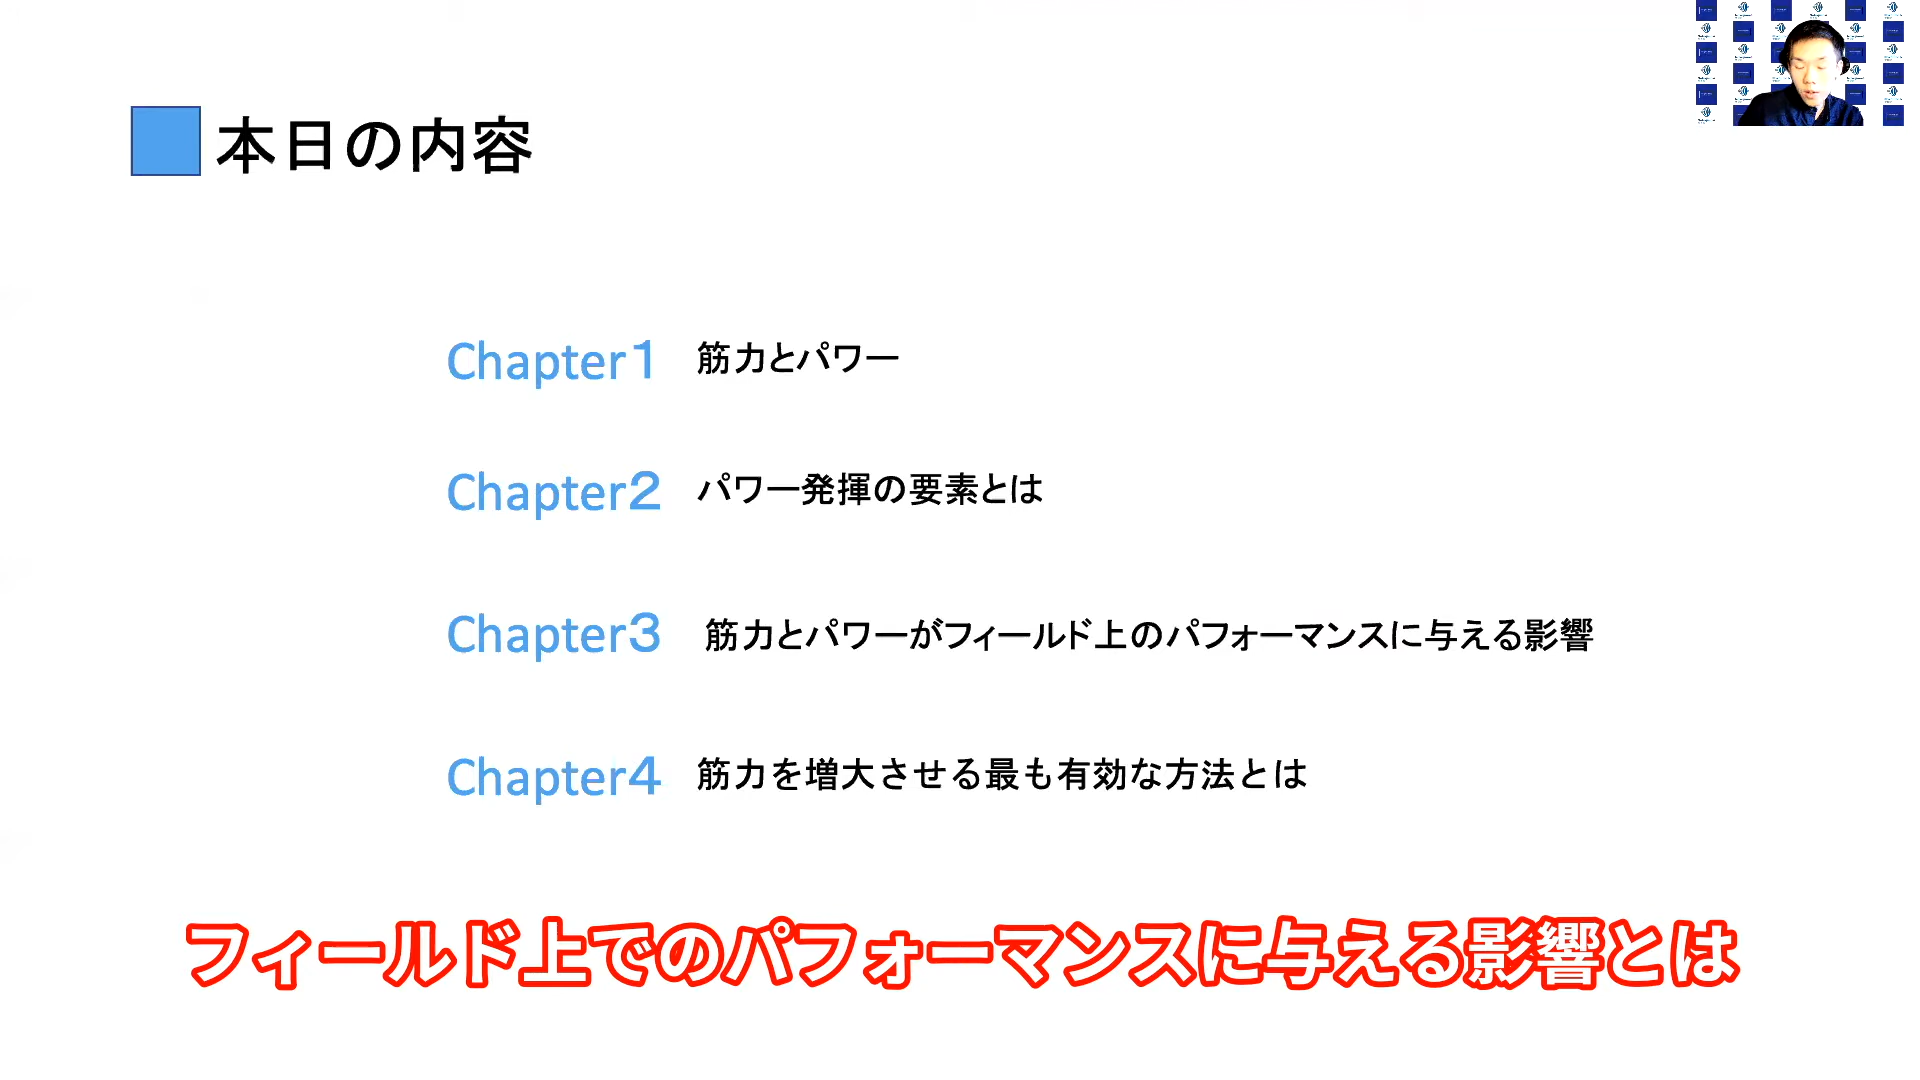 本日の内容
Chapter1 筋力とパワー
Chapter2 パワー発揮の要素とは
Chapter3 筋力とパワーがフィールド上のパフォーマンスに与える影響
Chapter4 筋力を増大させる最も有効な方法とは
フィールド上でのパフォーマンスに与える影響とは